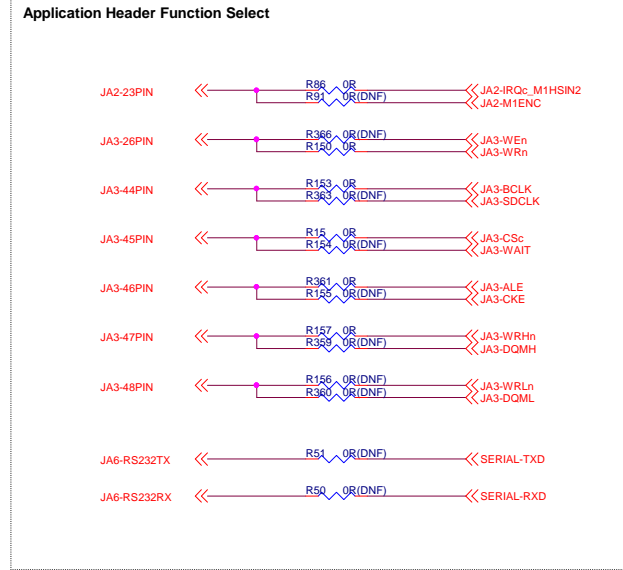 Application Header Function Select
JA2-23PIN R86 0R JA2-IRQc_M1HSIN2
R91 0R(DNF) JA2-M1ENC
JA3-26PIN R366 0R(DNF) JA3-WEn
R150 0R JA3-WRn
JA3-44PIN R153 0R JA3-BCLK
R363 0R(DNF) JA3-SDCLK
JA3-45PIN R15 0R JA3-CSc
R154 0R(DNF) JA3-WAIT
JA3-46PIN R361 0R JA3-ALE
R155 0R(DNF) JA3-CKE
JA3-47PIN R157 0R JA3-WRHn
R359 0R(DNF) JA3-DQMH
JA3-48PIN R156 0R(DNF) JA3-WRLn
R360 0R(DNF) JA3-DQML
JA6-RS232TX R51 0R(DNF) SERIAL-TXD
JA6-RS232RX R50 0R(DNF) SERIAL-RXD